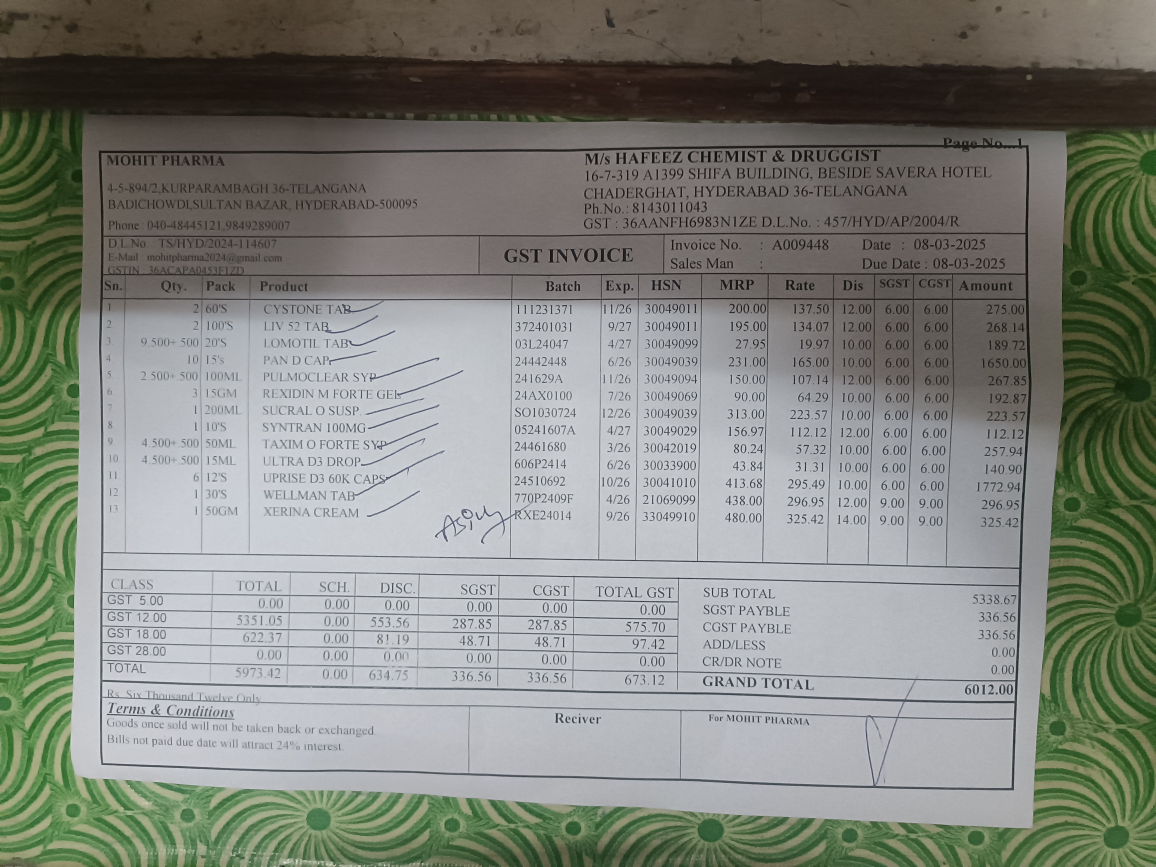 Page No...1
MOHIT PHARMA
4-5-894/2,KURPARAMBAGH 36-TELANGANA
BADICHOWDI,SULTAN BAZAR, HYDERABAD-500095
Phone : 040-48445121,9849289007
M/s HAFEEZ CHEMIST & DRUGGIST
16-7-319 A1399 SHIFA BUILDING, BESIDE SAVERA HOTEL
CHADERGHAT, HYDERABAD 36-TELANGANA
Ph.No.: 8143011043
GST : 36AANFH6983N1ZE D.L.No. : 457/HYD/AP/2004/R
D.L.No. TS/HYD/2024-114607
E-Mail mohitpharma2024@gmail.com
GSTIN 36ACAPA0453F1ZD
GST INVOICE
Invoice No. : A009448 Date : 08-03-2025
Sales Man : Due Date : 08-03-2025
Sn. Qty. Pack Product Batch Exp. HSN MRP Rate Dis SGST CGST Amount
1 2 60'S CYSTONE TAB 111231371 11/26 30049011 200.00 137.50 12.00 6.00 6.00 275.00
2. 2 100'S LIV 52 TAB 372401031 9/27 30049011 195.00 134.07 12.00 6.00 6.00 268.14
3. 9.500+.500 20'S LOMOTIL TAB 03L24047 4/27 30049099 27.95 19.97 10.00 6.00 6.00 189.72
4. 10 15's PAN D CAP 24442448 6/26 30049039 231.00 165.00 10.00 6.00 6.00 1650.00
5. 2.500+.500 100ML PULMOCLEAR SYP 241629A 11/26 30049094 150.00 107.14 12.00 6.00 6.00 267.85
6. 3 15GM REXIDIN M FORTE GEL 24AX0100 7/26 30049069 90.00 64.29 10.00 6.00 6.00 192.87
7. 1 200ML SUCRAL O SUSP. SO1030724 12/26 30049039 313.00 223.57 10.00 6.00 6.00 223.57
8 1 10'S SYNTRAN 100MG 05241607A 4/27 30049029 156.97 112.12 12.00 6.00 6.00 112.12
9 4.500+.500 50ML TAXIM O FORTE SYP 24461680 3/26 30042019 80.24 57.32 10.00 6.00 6.00 257.94
10. 4.500+.500 15ML ULTRA D3 DROP 606P2414 6/26 30033900 43.84 31.31 10.00 6.00 6.00 140.90
11. 6 12'S UPRISE D3 60K CAPS 24510692 10/26 30041010 413.68 295.49 10.00 6.00 6.00 1772.94
12 1 30'S WELLMAN TAB 770P2409F 4/26 21069099 438.00 296.95 12.00 9.00 9.00 296.95
13. 1 50GM XERINA CREAM RXE24014 9/26 33049910 480.00 325.42 14.00 9.00 9.00 325.42
CLASS TOTAL SCH. DISC. SGST CGST TOTAL GST
GST 5.00 0.00 0.00 0.00 0.00 0.00 0.00
GST 12.00 5351.05 0.00 553.56 287.85 287.85 575.70
GST 18.00 622.37 0.00 81.19 48.71 48.71 97.42
GST 28.00 0.00 0.00 0.00 0.00 0.00 0.00
TOTAL 5973.42 0.00 634.75 336.56 336.56 673.12
SUB TOTAL 5338.67
SGST PAYBLE 336.56
CGST PAYBLE 336.56
ADD/LESS 0.00
CR/DR NOTE 0.00
GRAND TOTAL 6012.00
Rs. Six Thousand Twelve Only
Terms & Conditions
Goods once sold will not be taken back or exchanged.
Bills not paid due date will attract 24% interest.
Reciver
For MOHIT PHARMA